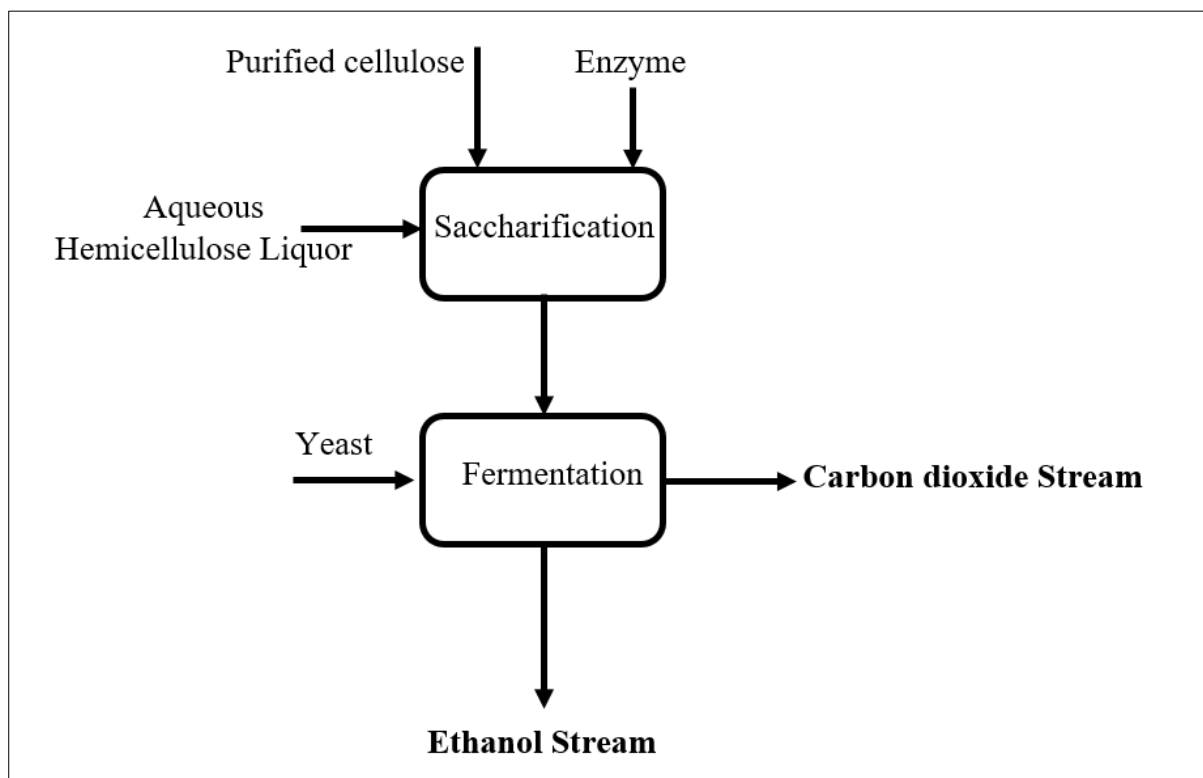 Purified cellulose
Enzyme
Aqueous
Hemicellulose Liquor
Saccharification
Yeast
Fermentation
Carbon dioxide Stream
Ethanol Stream